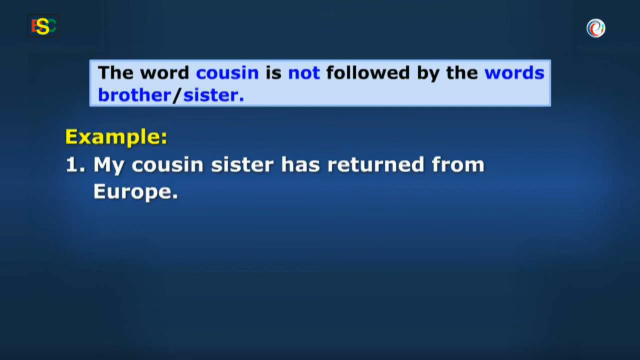 ESC
The word cousin is not followed by the words
brother/sister.
Example:
1. My cousin sister has returned from
Europe.